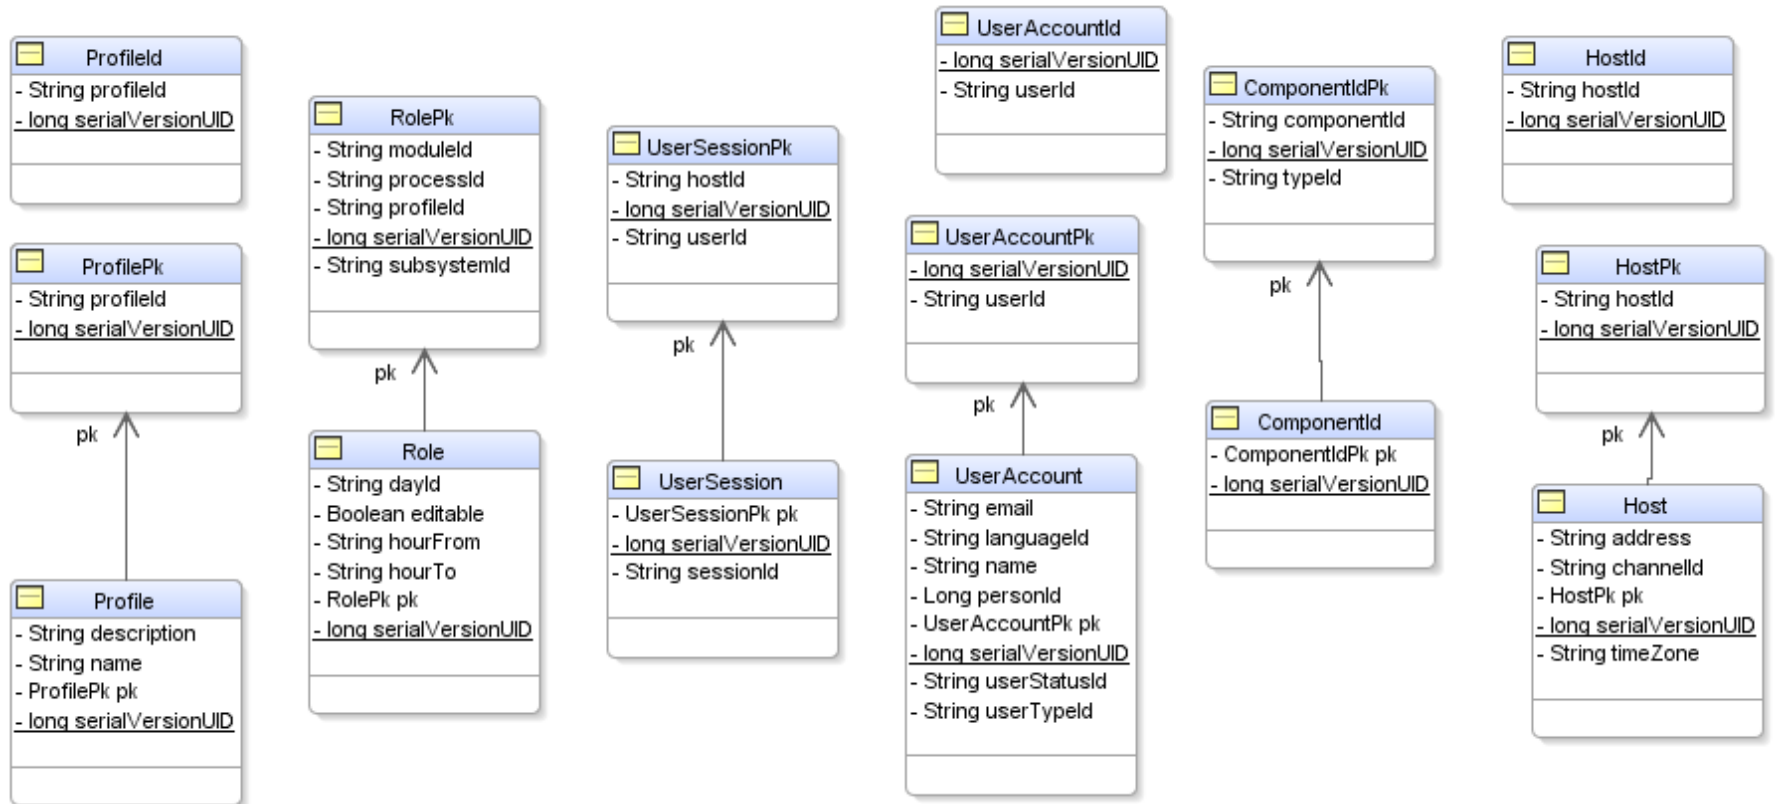 ProfileId
- String profileId
- long serialVersionUID
ProfilePk
- String profileId
- long serialVersionUID
pk
Profile
- String description
- String name
- ProfilePk pk
- long serialVersionUID
RolePk
- String moduleId
- String processId
- String profileId
- long serialVersionUID
- String subsystemId
pk
Role
- String dayId
- Boolean editable
- String hourFrom
- String hourTo
- RolePk pk
- long serialVersionUID
UserSessionPk
- String hostId
- long serialVersionUID
- String userId
pk
UserSession
- UserSessionPk pk
- long serialVersionUID
- String sessionId
UserAccountId
- long serialVersionUID
- String userId
UserAccountPk
- long serialVersionUID
- String userId
pk
UserAccount
- String email
- String languageId
- String name
- Long personId
- UserAccountPk pk
- long serialVersionUID
- String userStatusId
- String userTypeId
ComponentIdPk
- String componentId
- long serialVersionUID
- String typeId
pk
ComponentId
- ComponentIdPk pk
- long serialVersionUID
HostId
- String hostId
- long serialVersionUID
HostPk
- String hostId
- long serialVersionUID
pk
Host
- String address
- String channelId
- HostPk pk
- long serialVersionUID
- String timeZone